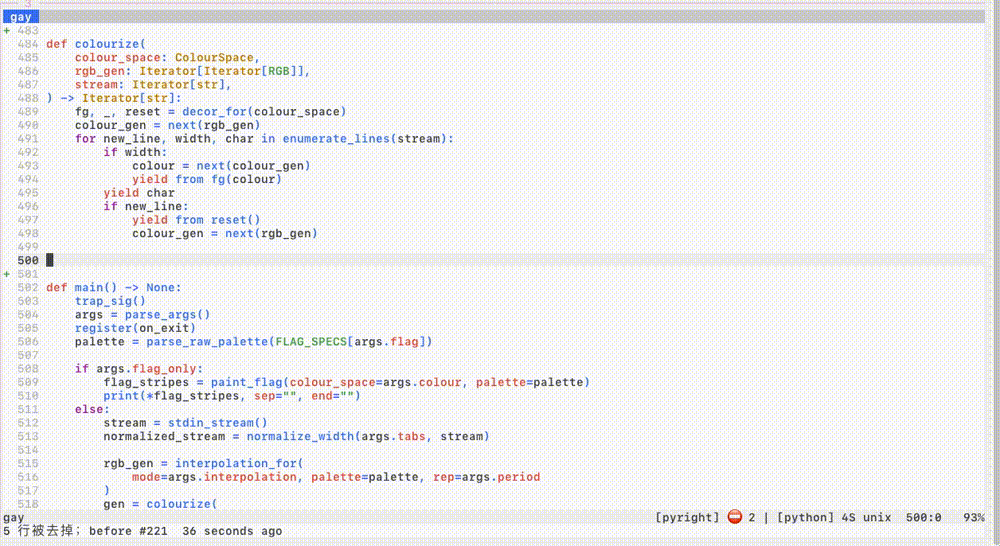 gay
+ 483
484 def colourize(
485     colour_space: ColourSpace,
486     rgb_gen: Iterator[Iterator[RGB]],
487     stream: Iterator[str],
488 ) -> Iterator[str]:
489     fg, _, reset = decor_for(colour_space)
490     colour_gen = next(rgb_gen)
491     for new_line, width, char in enumerate_lines(stream):
492         if width:
493             colour = next(colour_gen)
494             yield from fg(colour)
495         yield char
496         if new_line:
497             yield from reset()
498             colour_gen = next(rgb_gen)
499
500
+ 501
502 def main() -> None:
503     trap_sig()
504     args = parse_args()
505     register(on_exit)
506     palette = parse_raw_palette(FLAG_SPECS[args.flag])
507
508     if args.flag_only:
509         flag_stripes = paint_flag(colour_space=args.colour, palette=palette)
510         print(*flag_stripes, sep="", end="")
511     else:
512         stream = stdin_stream()
513         normalized_stream = normalize_width(args.tabs, stream)
514
515         rgb_gen = interpolation_for(
516             mode=args.interpolation, palette=palette, rep=args.period
517         )
518         gen = colourize(
gay [pyright] ⛔ 2 | [python] 4S unix 500:0 93%
5 行被去掉; before #221 36 seconds ago